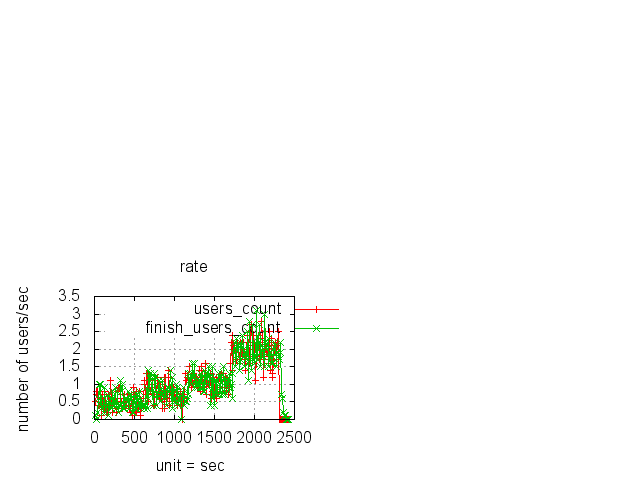 rate
number of users/sec
3.5
3
2.5
2
1.5
1
0.5
0
users_count
finish_users_count
0 500 1000 1500 2000 2500
unit = sec